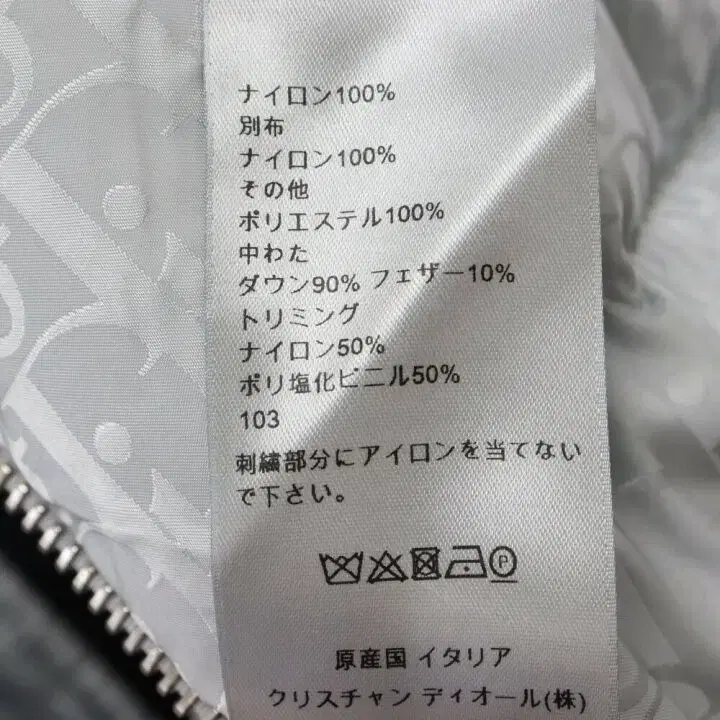 ナイロン100%
別布
ナイロン100%
その他
ポリエステル100%
中わた
ダウン90% フェザー10%
トリミング
ナイロン50%
ポリ塩化ビニル50%
103
刺繍部分にアイロンを当てない
で下さい。
P
原産国 イタリア
クリスチャン ディオール(株)